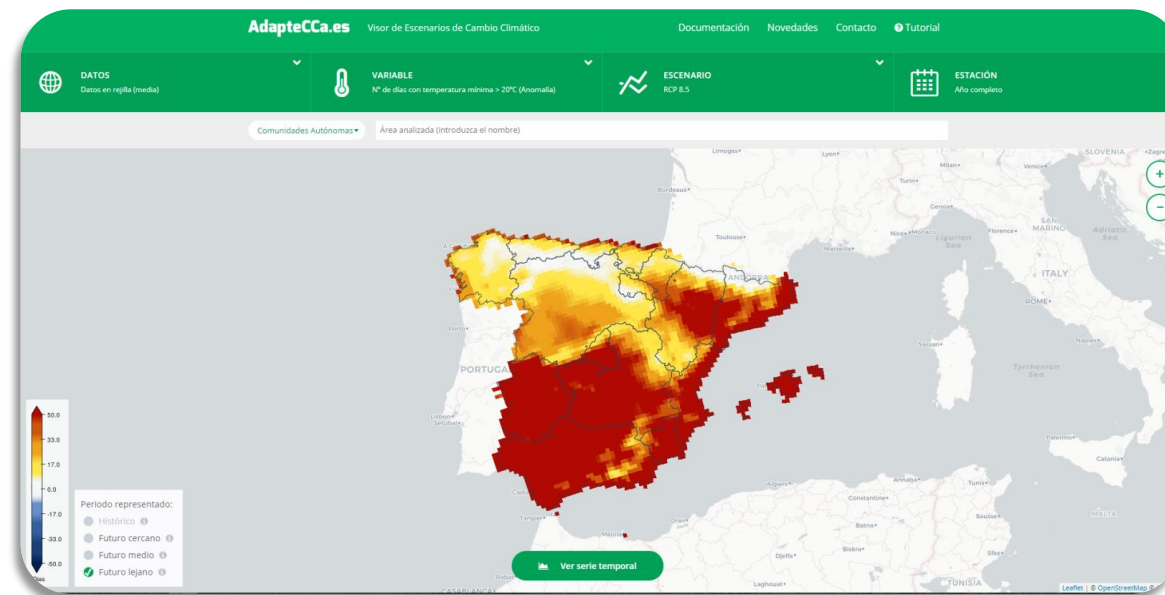 AdapteCCa.es
Visor de Escenarios de Cambio Climático
Documentación
Novedades
Contacto
Tutorial
DATOS
Datos en rejilla (media)
VARIABLE
Nº de días con temperatura mínima > 20ºC (Anomalía)
ESCENARIO
RCP 8.5
ESTACIÓN
Año completo
Comunidades Autónomas
Área analizada (introduzca el nombre)
Limoges
Lyon
Milan
Venice
SLOVENIA
Turin
Bordeaux
Genoa
SAN MARINO
Toulouse
Nice
Monaco
Ligurian Sea
Florence
Adriatic Sea
Marseille
ANDORRA
ITALY
ROME
Porto
Naples
Sassari
PORTUGA
Tyrrhenian Sea
Lisbon
Setúbal
Palermo
Catania
Algiers
Annaba
Tunis
Constantine
Tangier
Oran
Melilla
Batna
Sousse
MALTA
Djelfa
Biskra
Sfax
Laghouat
TUNISIA
CASABLANCA
50.0
33.0
17.0
0.0
-17.0
-33.0
-50.0
Periodo representado:
Histórico
Futuro cercano
Futuro medio
Futuro lejano
Ver serie temporal
+
−
Leaflet | © OpenStreetMap ©